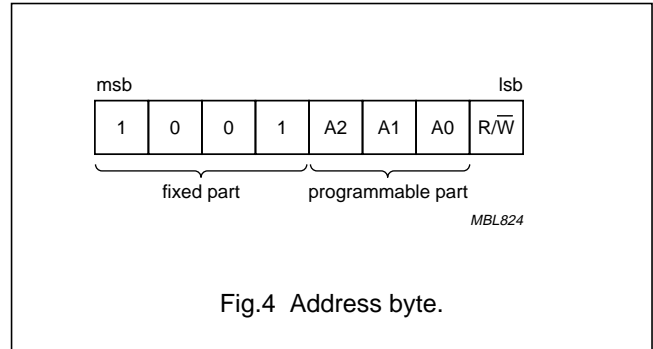 msb lsb
1 0 0 1 A2 A1 A0 R/W̅
fixed part programmable part
MBL824
Fig.4 Address byte.